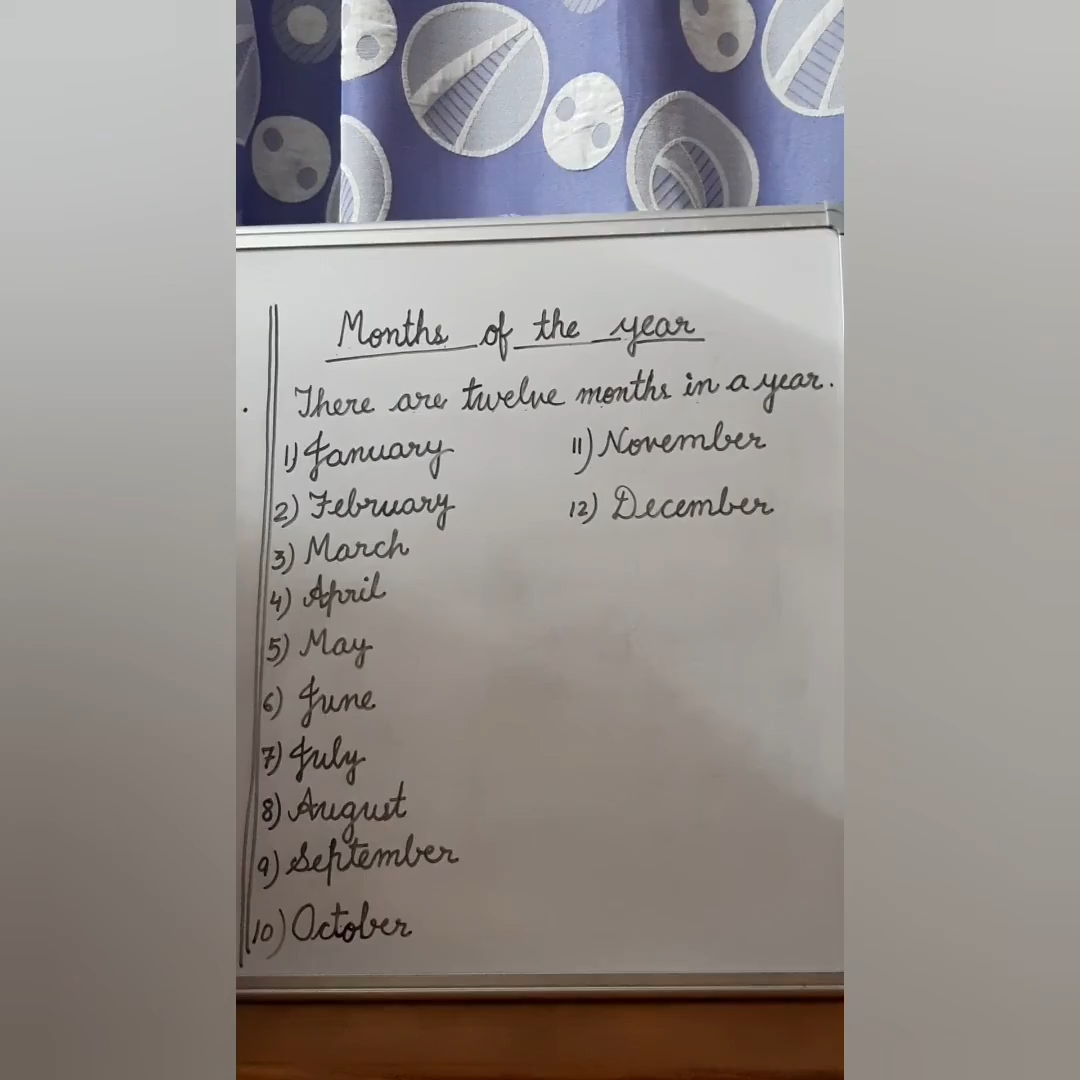 Months of the year
There are twelve months in a year.
1) January
2) February
3) March
4) April
5) May
6) June
7) July
8) August
9) September
10) October
11) November
12) December